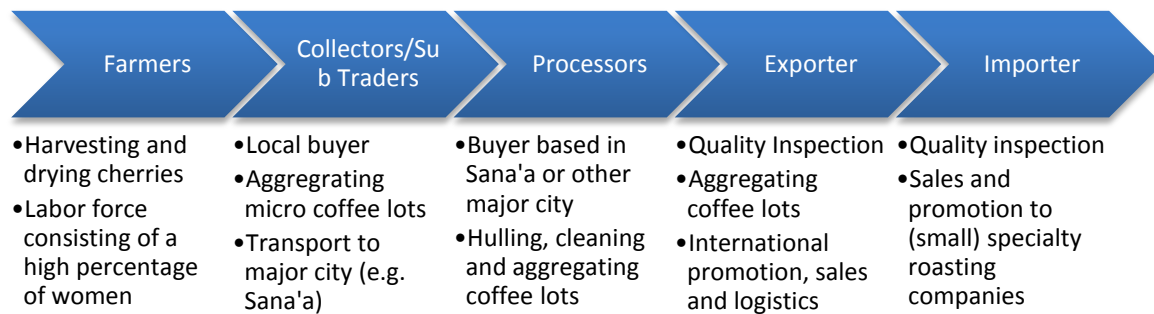 Farmers
Collectors/Su
b Traders
Processors
Exporter
Importer
•Harvesting and
drying cherries
•Labor force
consisting of a
high percentage
of women
•Local buyer
•Aggregrating
micro coffee lots
•Transport to
major city (e.g.
Sana'a)
•Buyer based in
Sana'a or other
major city
•Hulling, cleaning
and aggregating
coffee lots
•Quality Inspection
•Aggregating
coffee lots
•International
promotion, sales
and logistics
•Quality inspection
•Sales and
promotion to
(small) specialty
roasting
companies